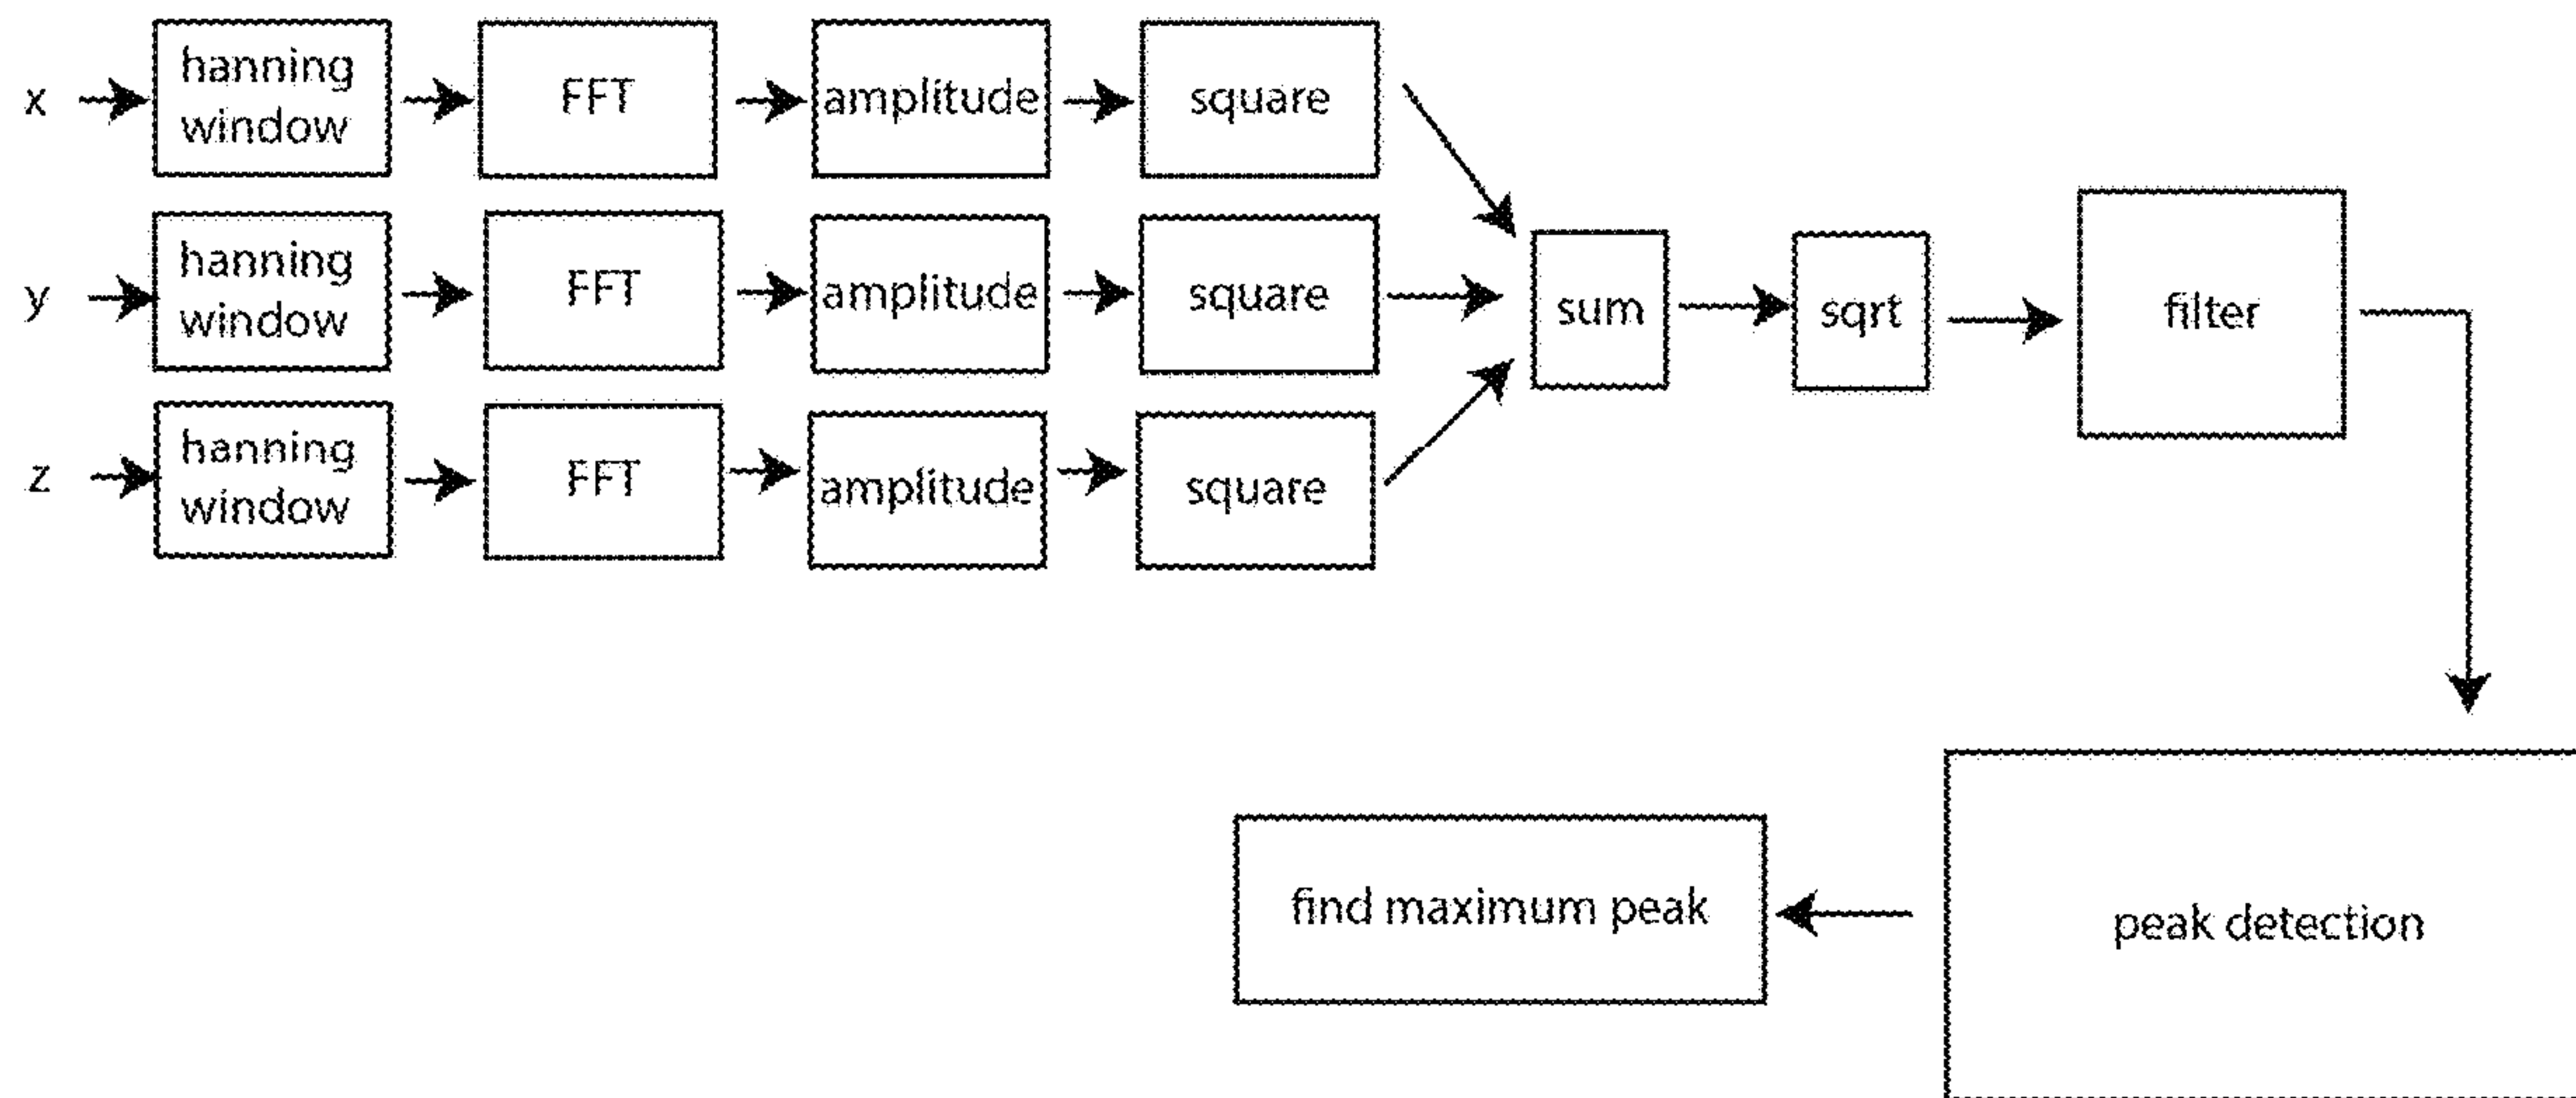 x
hanning
window
FFT
amplitude
square
y
hanning
window
FFT
amplitude
square
z
hanning
window
FFT
amplitude
square
sum
sqrt
filter
peak detection
find maximum peak